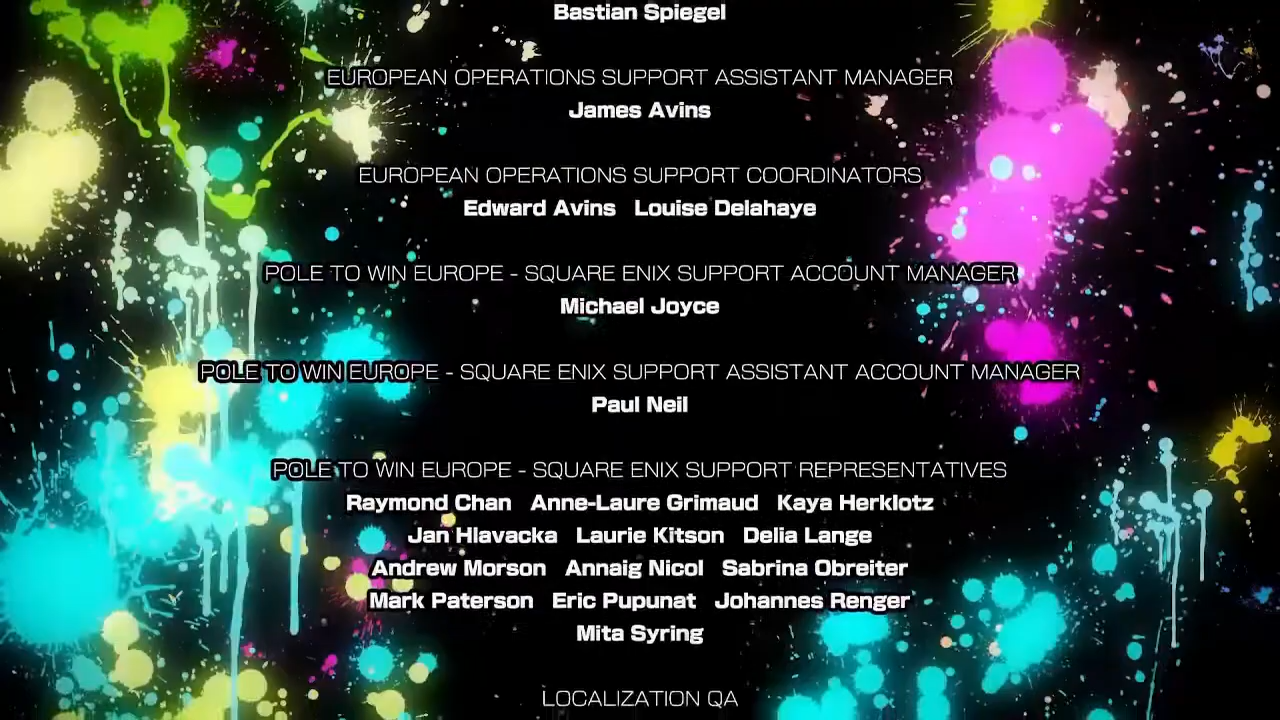 Bastian Spiegel
EUROPEAN OPERATIONS SUPPORT ASSISTANT MANAGER
James Avins
EUROPEAN OPERATIONS SUPPORT COORDINATORS
Edward Avins Louise Delahaye
POLE TO WIN EUROPE - SQUARE ENIX SUPPORT ACCOUNT MANAGER
Michael Joyce
POLE TO WIN EUROPE - SQUARE ENIX SUPPORT ASSISTANT ACCOUNT MANAGER
Paul Neil
POLE TO WIN EUROPE - SQUARE ENIX SUPPORT REPRESENTATIVES
Raymond Chan Anne-Laure Grimaud Kaya Herklotz
Jan Hlavacka Laurie Kitson Delia Lange
Andrew Morson Annaig Nicol Sabrina Obreiter
Mark Paterson Eric Pupunat Johannes Renger
Mita Syring
LOCALIZATION QA